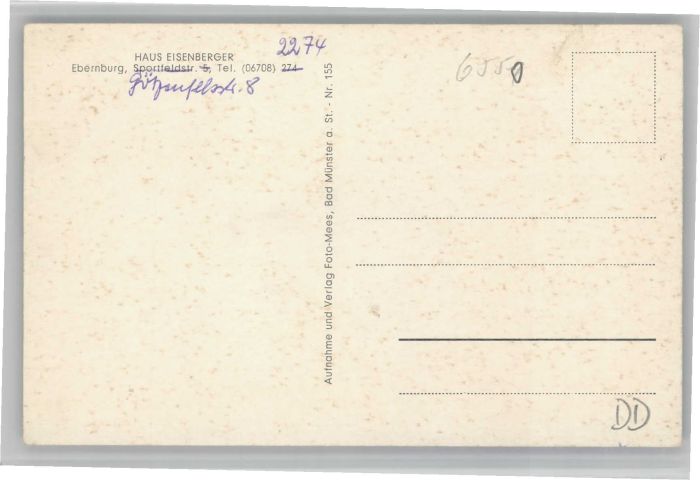 HAUS EISENBERGER
2274
Ebernburg, Sportfeldstr. 5, Tel. (06708) 274
Götzenfelsstr. 8
Aufnahme und Verlag Foto-Mees, Bad Münster a. St. - Nr. 155
6550
DD